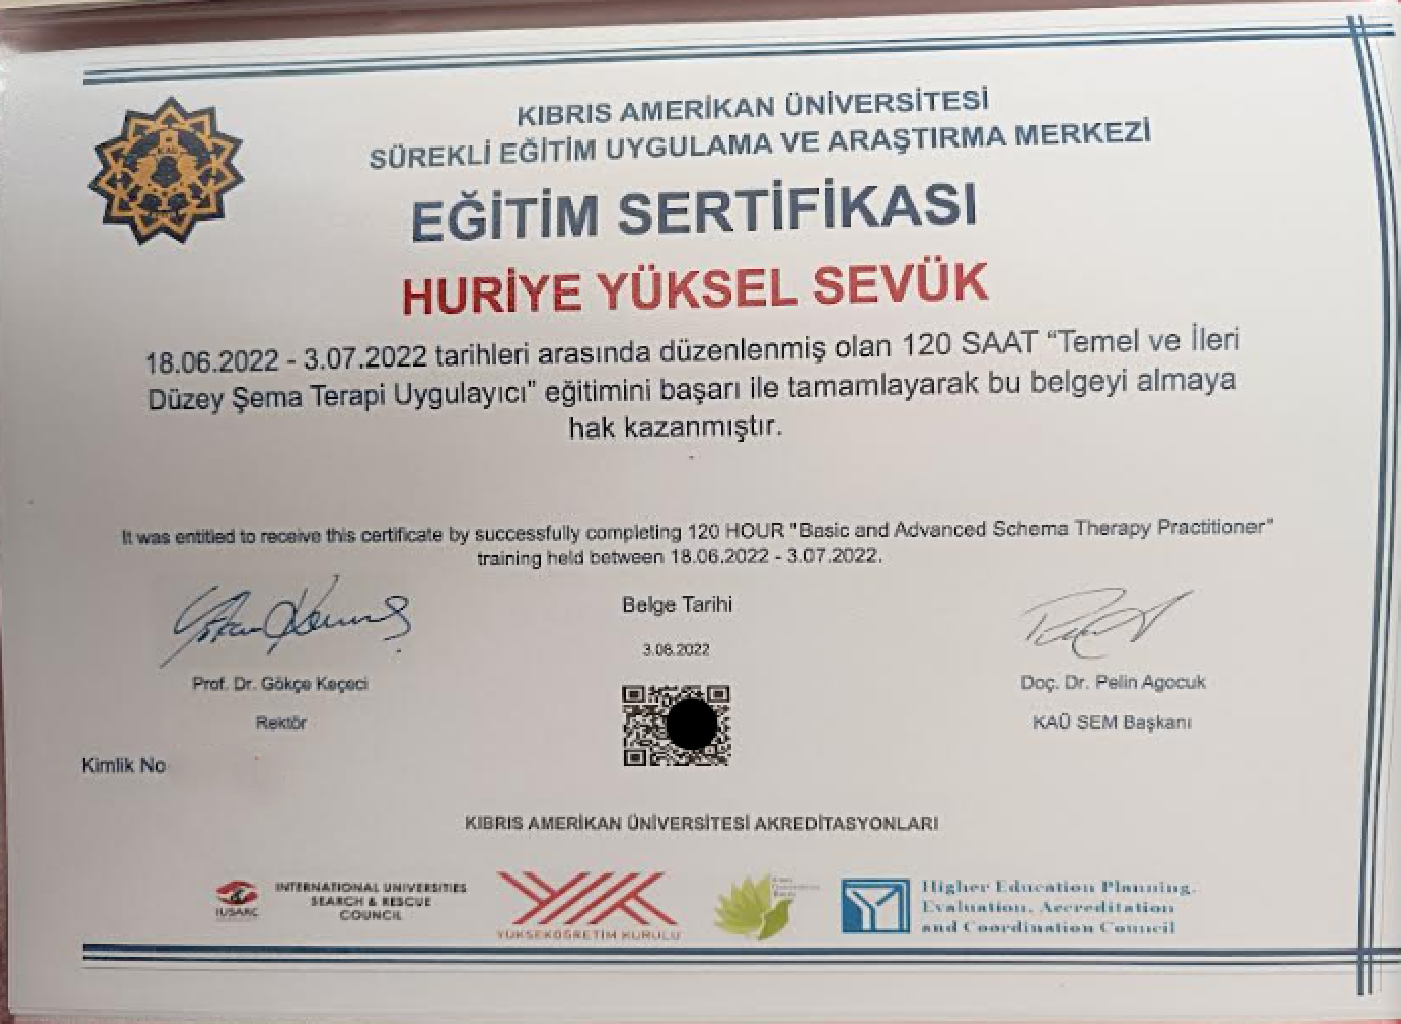 KIBRIS AMERİKAN ÜNİVERSİTESİ
SÜREKLİ EĞİTİM UYGULAMA VE ARAŞTIRMA MERKEZİ
EĞİTİM SERTİFİKASI
HURİYE YÜKSEL SEVÜK
18.06.2022 - 3.07.2022 tarihleri arasında düzenlenmiş olan 120 SAAT “Temel ve İleri
Düzey Şema Terapi Uygulayıcı” eğitimini başarı ile tamamlayarak bu belgeyi almaya
hak kazanmıştır.
It was entitled to receive this certificate by successfully completing 120 HOUR "Basic and Advanced Schema Therapy Practitioner"
training held between 18.06.2022 - 3.07.2022.
Belge Tarihi
3.08.2022
Prof. Dr. Gökçe Keçeci
Doç. Dr. Pelin Agocuk
Rektör
KAÜ SEM Başkanı
Kimlik No
KIBRIS AMERİKAN ÜNİVERSİTESİ AKREDİTASYONLARI
IUSARC
INTERNATIONAL UNIVERSITIES
SEARCH & RESCUE
COUNCIL
YÜKSEKÖĞRETİM KURULU
Higher Education Planning,
Evaluation, Accreditation
and Coordination Council